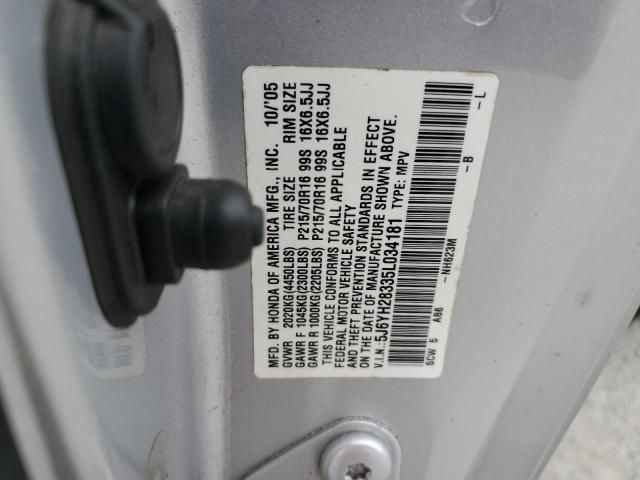 MFD. BY HONDA OF AMERICA MFG., INC. 10/'05
GVWR 2020KG(4450LBS) TIRE SIZE RIM SIZE
GAWR F 1045KG(2300LBS) P215/70R16 99S 16X6.5JJ
GAWR R 1000KG(2205LBS) P215/70R16 99S 16X6.5JJ
THIS VEHICLE CONFORMS TO ALL APPLICABLE
FEDERAL MOTOR VEHICLE SAFETY
AND THEFT PREVENTION STANDARDS IN EFFECT
ON THE DATE OF MANUFACTURE SHOWN ABOVE.
V.I.N.: 5J6YH28335L034181 TYPE: MPV
SCW 5 A86 - NH623M - B - L